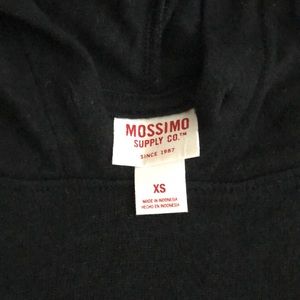 MOSSIMO
SUPPLY CO.™
SINCE 1987
XS
MADE IN INDONESIA
HECHO EN INDONESIA